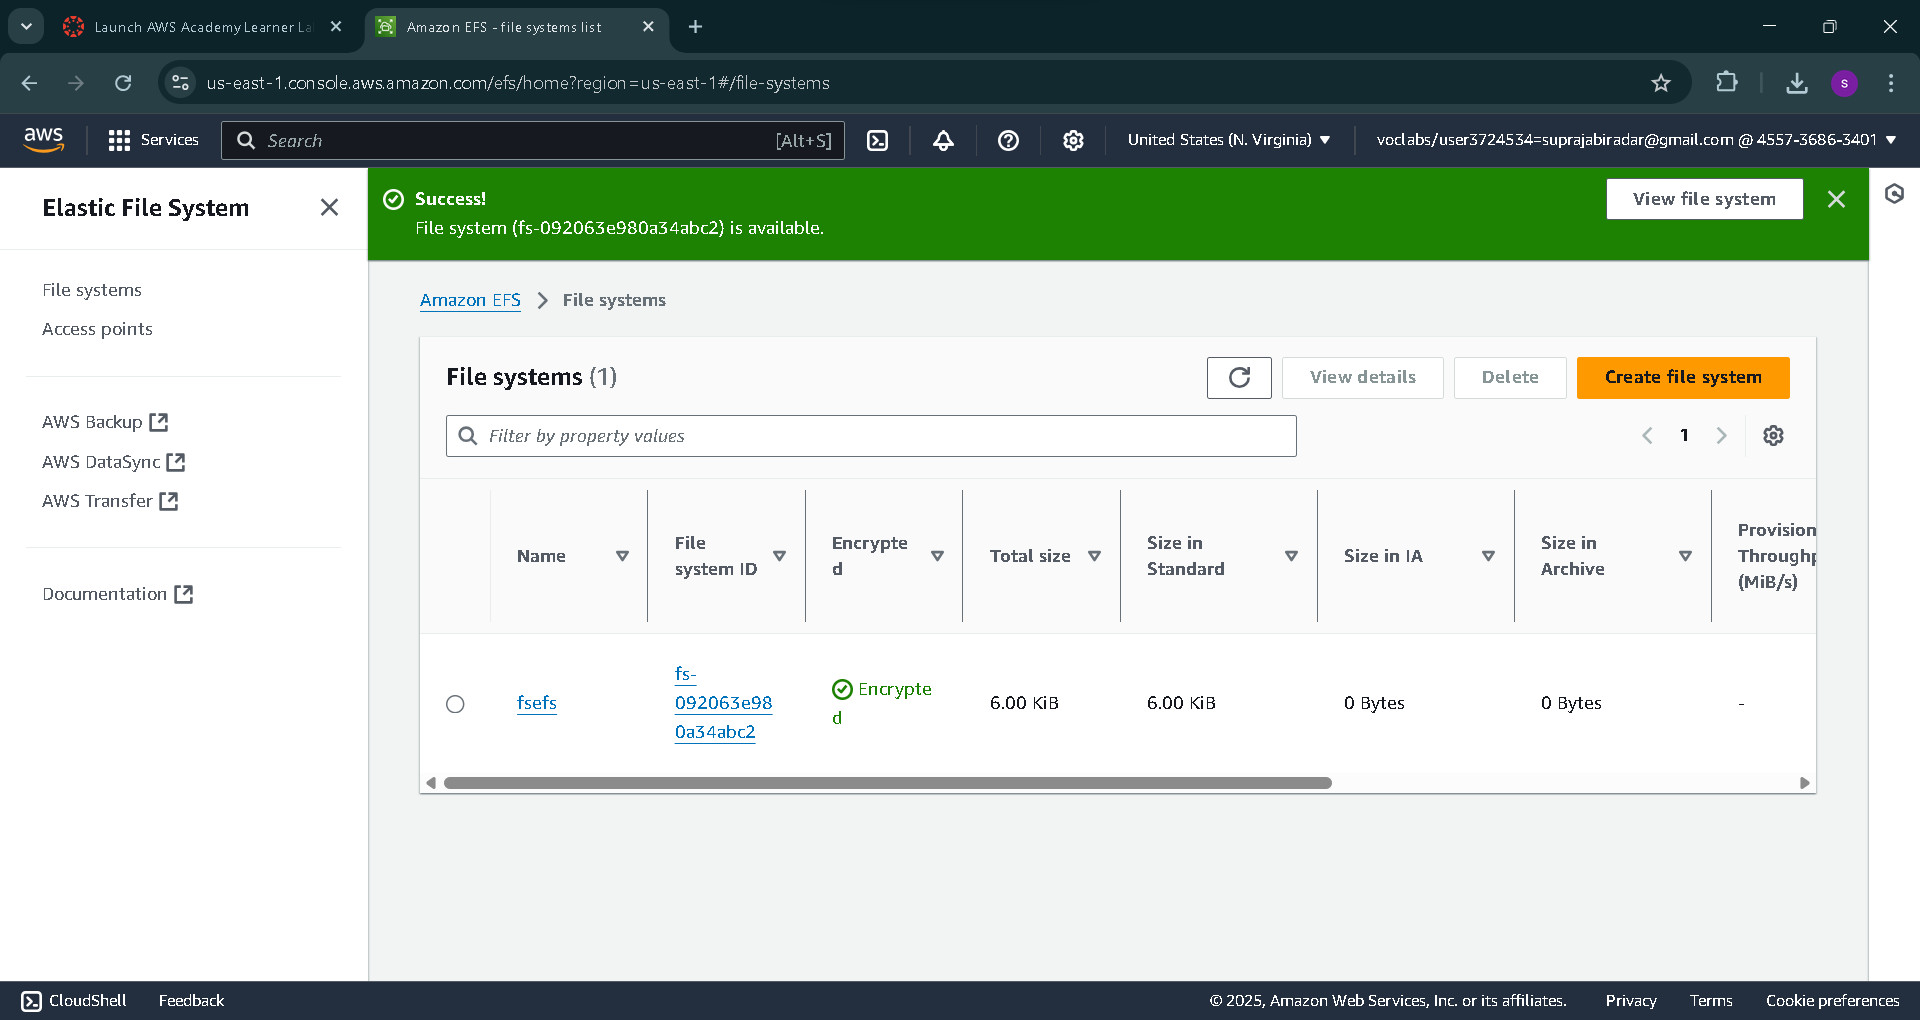 Launch AWS Academy Learner La
Amazon EFS - file systems list
us-east-1.console.aws.amazon.com/efs/home?region=us-east-1#/file-systems
s
aws
Services
Search
[Alt+S]
United States (N. Virginia)
voclabs/user3724534=suprajabiradar@gmail.com @ 4557-3686-3401
Elastic File System
File systems
Access points
AWS Backup
AWS DataSync
AWS Transfer
Documentation
Success!
File system (fs-092063e980a34abc2) is available.
View file system
Amazon EFS
File systems
File systems (1)
View details
Delete
Create file system
Filter by property values
1
Name
File
system ID
Encrypte
d
Total size
Size in
Standard
Size in IA
Size in
Archive
Provision
Throughp
(MiB/s)
fsefs
fs-
092063e98
0a34abc2
Encrypte
d
6.00 KiB
6.00 KiB
0 Bytes
0 Bytes
-
CloudShell
Feedback
© 2025, Amazon Web Services, Inc. or its affiliates.
Privacy
Terms
Cookie preferences